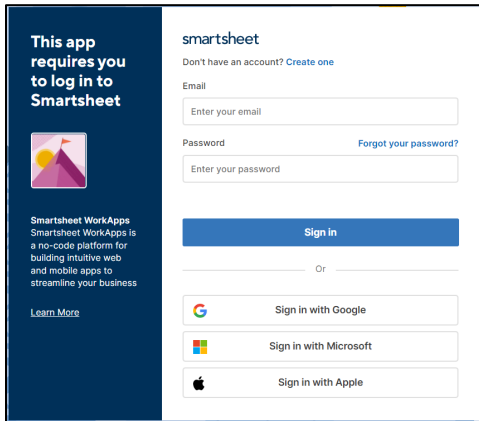 This app
requires you
to log in to
Smartsheet
Smartsheet WorkApps
Smartsheet WorkApps is
a no-code platform for
building intuitive web
and mobile apps to
streamline your business
Learn More
smartsheet
Don't have an account? Create one
Email
Enter your email
Password Forgot your password?
Enter your password
Sign in
Or
Sign in with Google
Sign in with Microsoft
Sign in with Apple